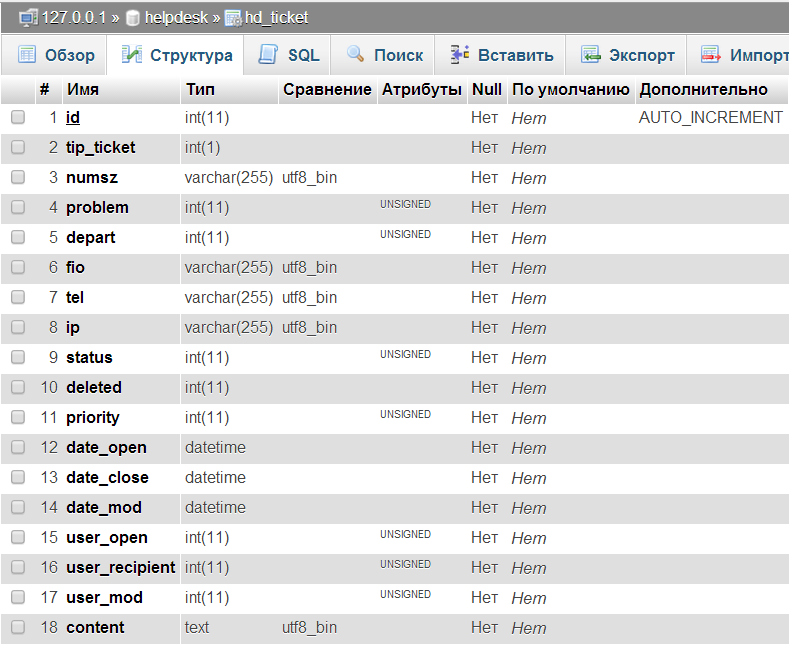 127.0.0.1 » helpdesk » hd_ticket
Обзор Структура SQL Поиск Вставить Экспорт Импорт
# Имя Тип Сравнение Атрибуты Null По умолчанию Дополнительно
1 id int(11) Нет Нет AUTO_INCREMENT
2 tip_ticket int(1) Нет Нет
3 numsz varchar(255) utf8_bin Нет Нет
4 problem int(11) UNSIGNED Нет Нет
5 depart int(11) UNSIGNED Нет Нет
6 fio varchar(255) utf8_bin Нет Нет
7 tel varchar(255) utf8_bin Нет Нет
8 ip varchar(255) utf8_bin Нет Нет
9 status int(11) UNSIGNED Нет Нет
10 deleted int(11) Нет Нет
11 priority int(11) UNSIGNED Нет Нет
12 date_open datetime Нет Нет
13 date_close datetime Нет Нет
14 date_mod datetime Нет Нет
15 user_open int(11) UNSIGNED Нет Нет
16 user_recipient int(11) UNSIGNED Нет Нет
17 user_mod int(11) UNSIGNED Нет Нет
18 content text utf8_bin Нет Нет